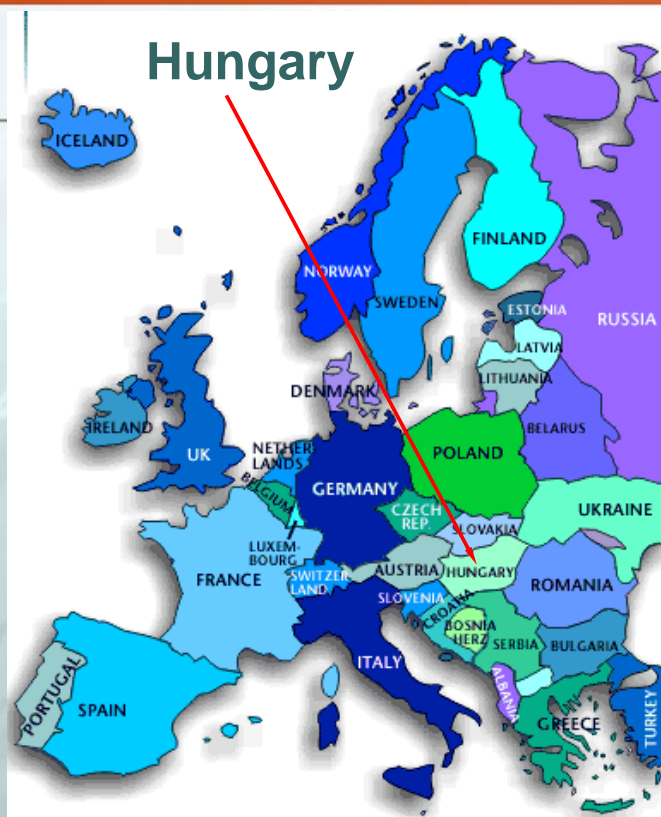 Hungary
ICELAND
NORWAY
FINLAND
SWEDEN
ESTONIA
RUSSIA
LATVIA
LITHUANIA
DENMARK
BELARUS
IRELAND
UK
NETHER
LANDS
POLAND
BELGIUM
GERMANY
CZECH
REP.
UKRAINE
SLOVAKIA
LUXEM-
BOURG
FRANCE
SWITZER
LAND
AUSTRIA
HUNGARY
ROMANIA
SLOVENIA
CROATIA
BOSNIA
HERZ
SERBIA
BULGARIA
ITALY
PORTUGAL
SPAIN
ALBANIA
GREECE
TURKEY